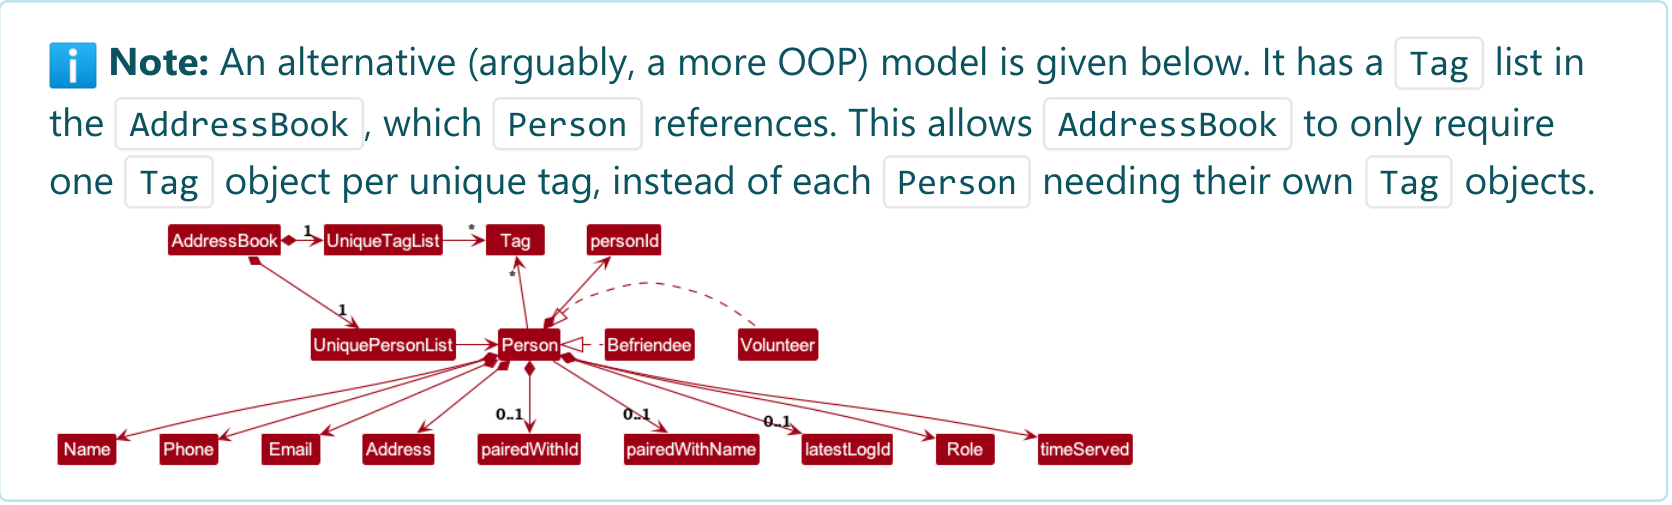 Note: An alternative (arguably, a more OOP) model is given below. It has a Tag list in
the AddressBook, which Person references. This allows AddressBook to only require
one Tag object per unique tag, instead of each Person needing their own Tag objects.
AddressBook 1 UniqueTagList * Tag personId
*
1
UniquePersonList Person Befriendee Volunteer
0..1 0..1 0..1
Name Phone Email Address pairedWithId pairedWithName latestLogId Role timeServed